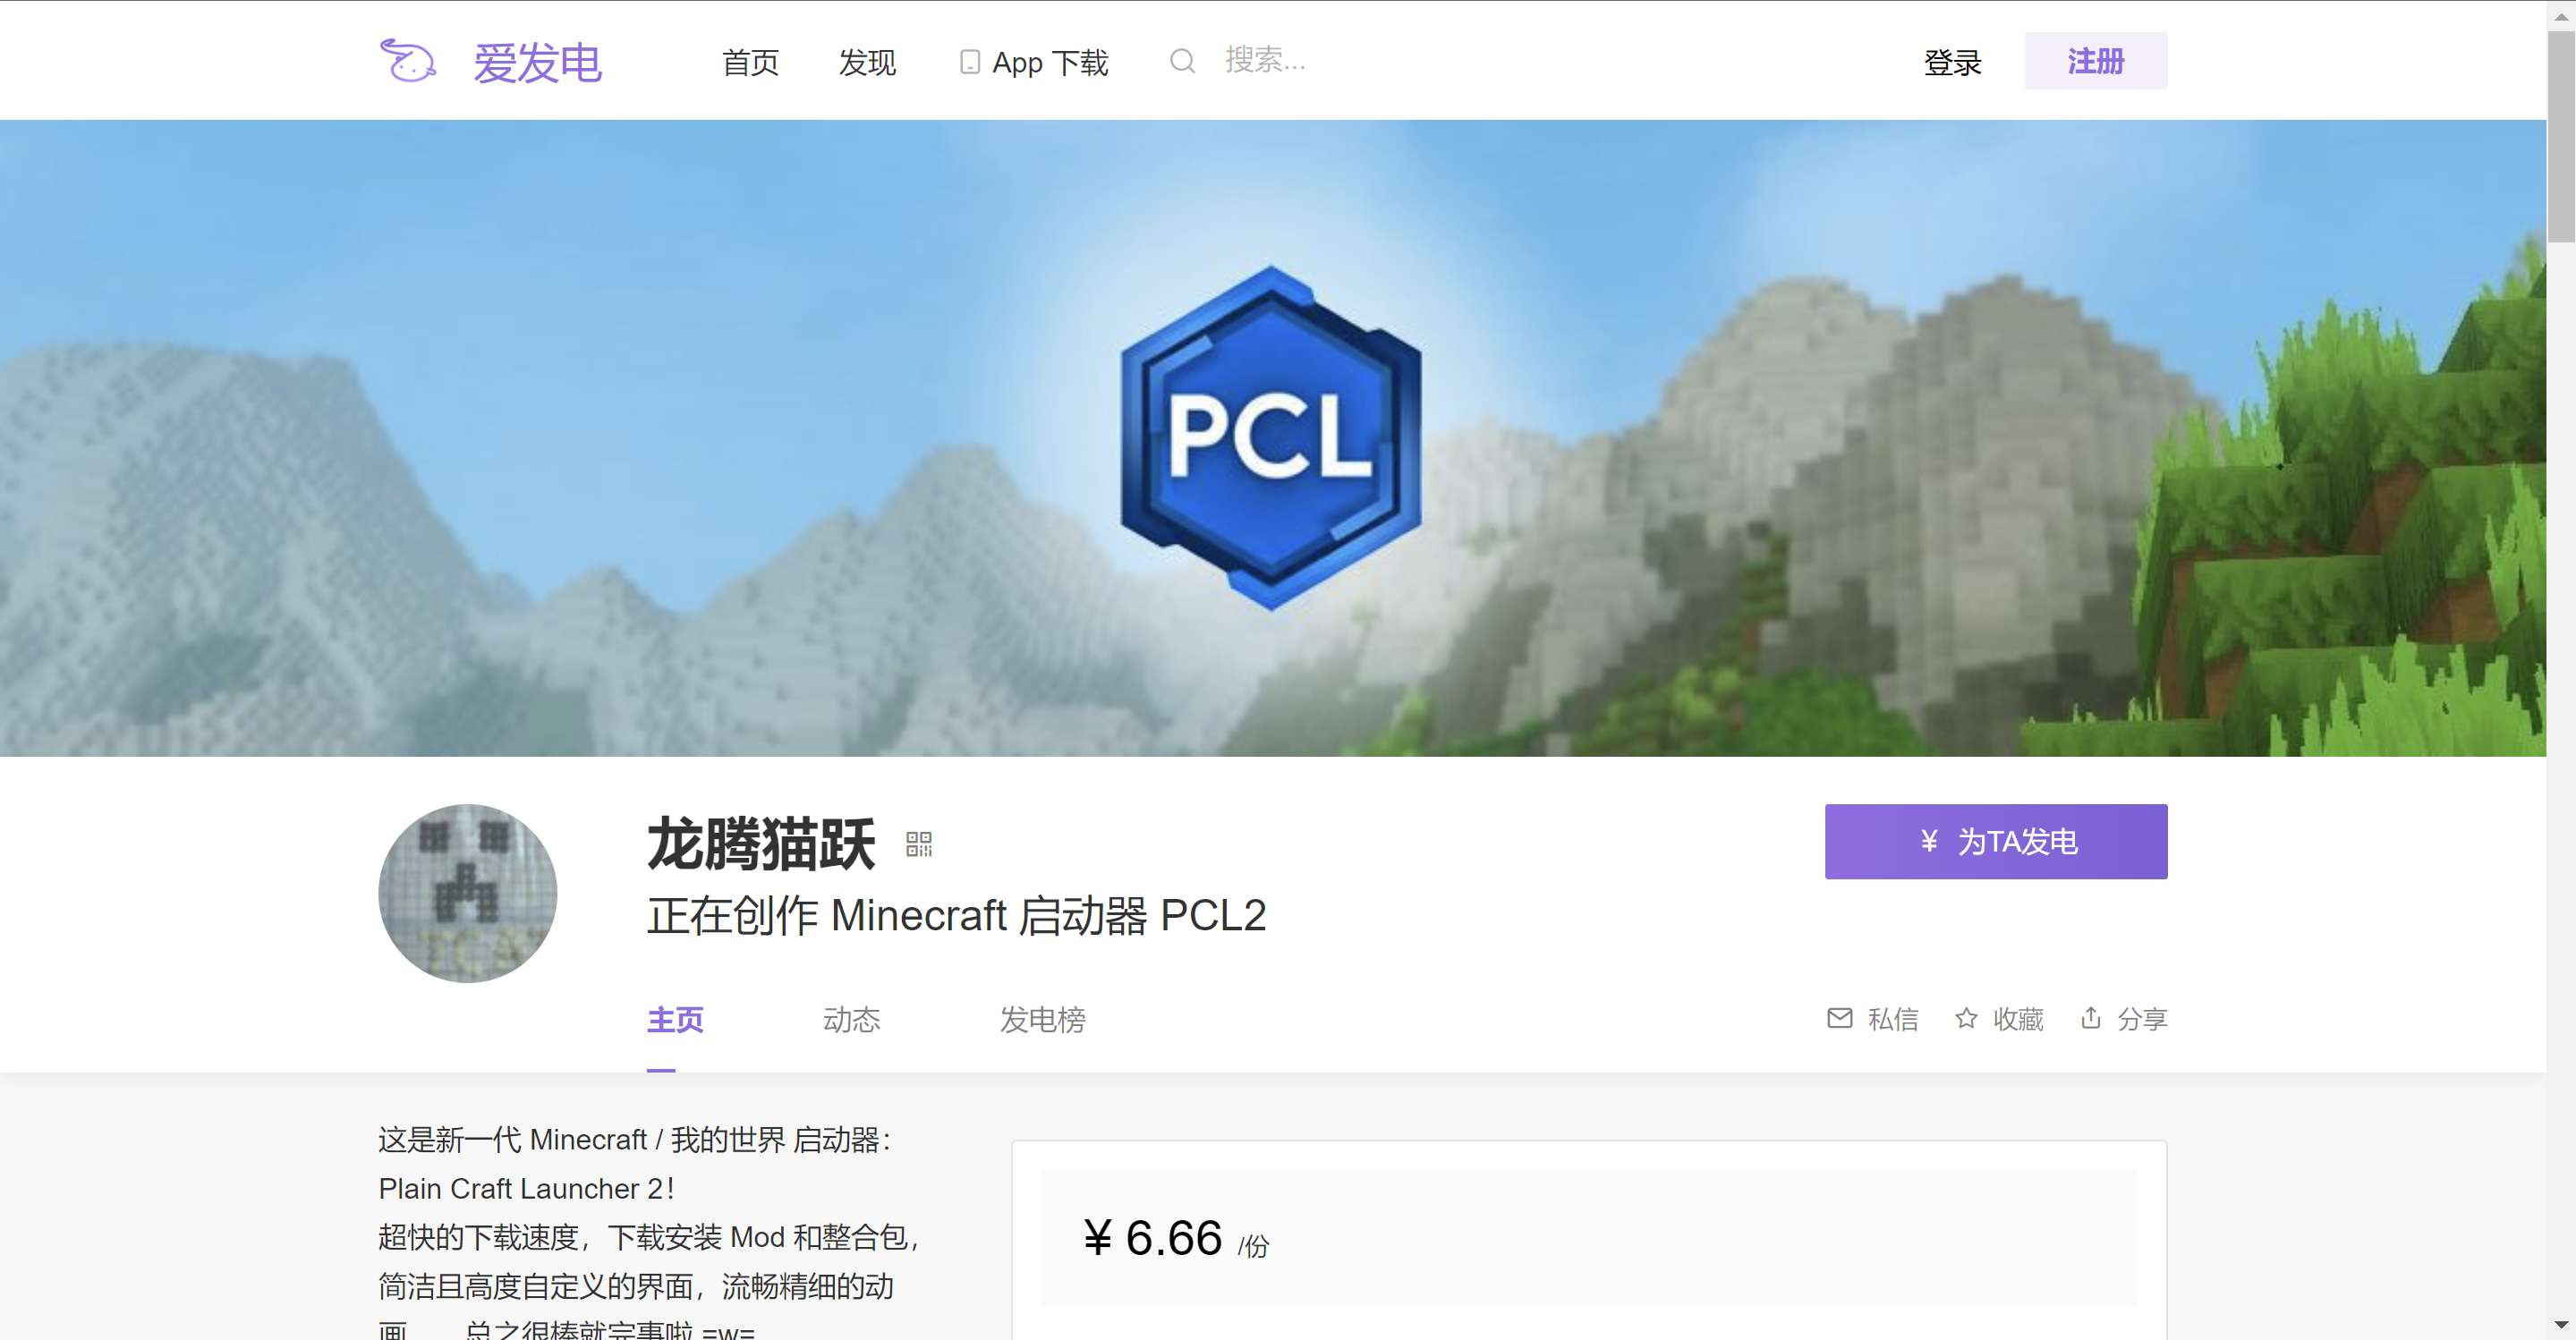 爱发电
首页
发现
App 下载
搜索...
登录
注册
PCL
龙腾猫跃
正在创作 Minecraft 启动器 PCL2
¥ 为TA发电
主页
动态
发电榜
私信
收藏
分享
这是新一代 Minecraft / 我的世界 启动器：
Plain Craft Launcher 2！
超快的下载速度，下载安装 Mod 和整合包，
简洁且高度自定义的界面，流畅精细的动
画……总之很棒就完事啦 =w=
¥ 6.66 /份